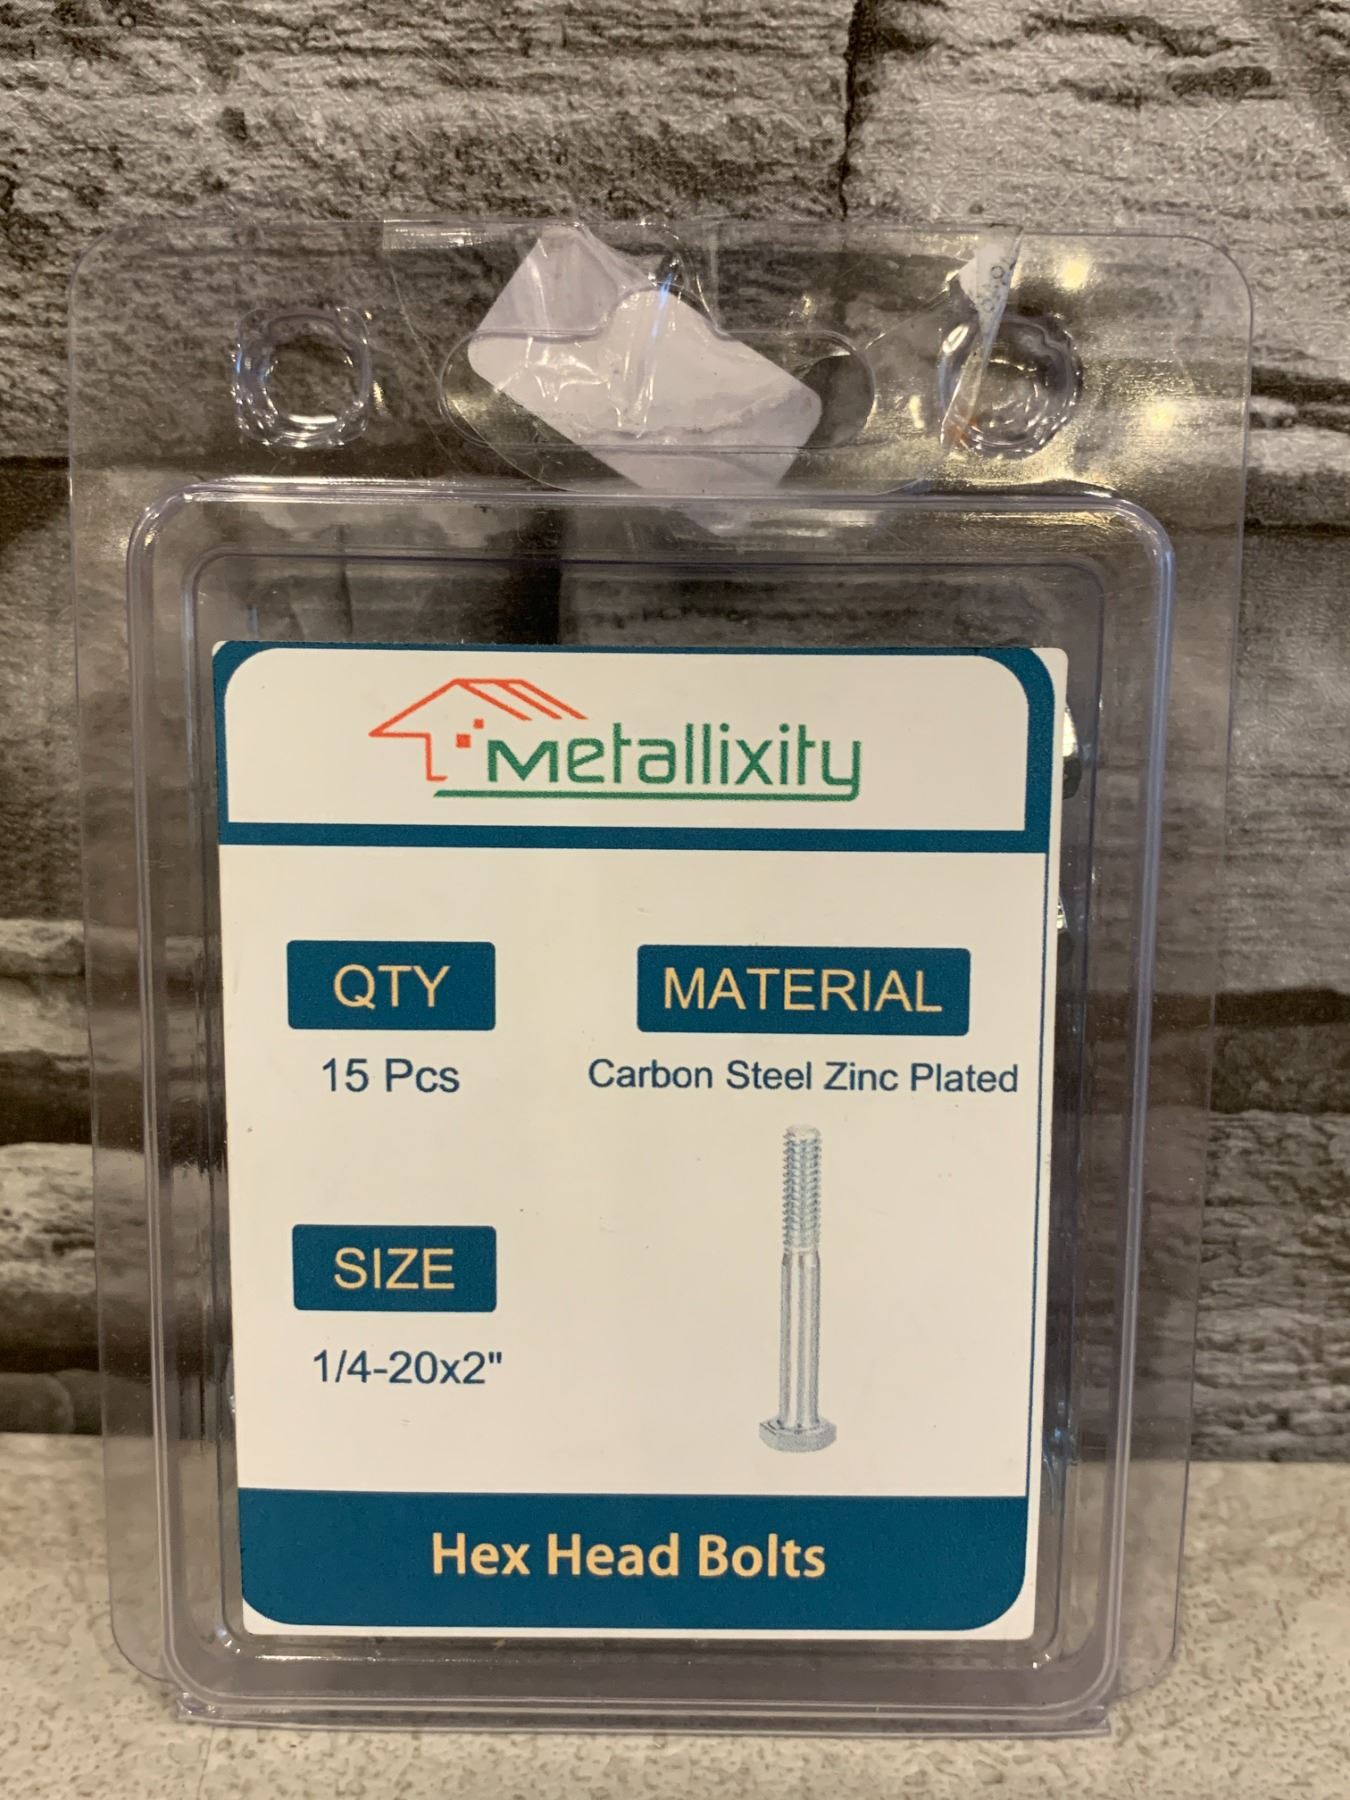 Metallixity
QTY
MATERIAL
15 Pcs
Carbon Steel Zinc Plated
SIZE
1/4-20x2"
Hex Head Bolts